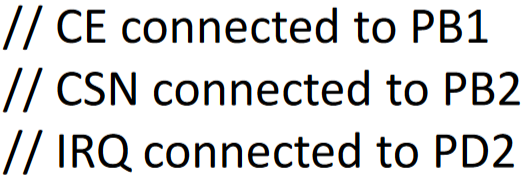 // CE connected to PB1
// CSN connected to PB2
// IRQ connected to PD2